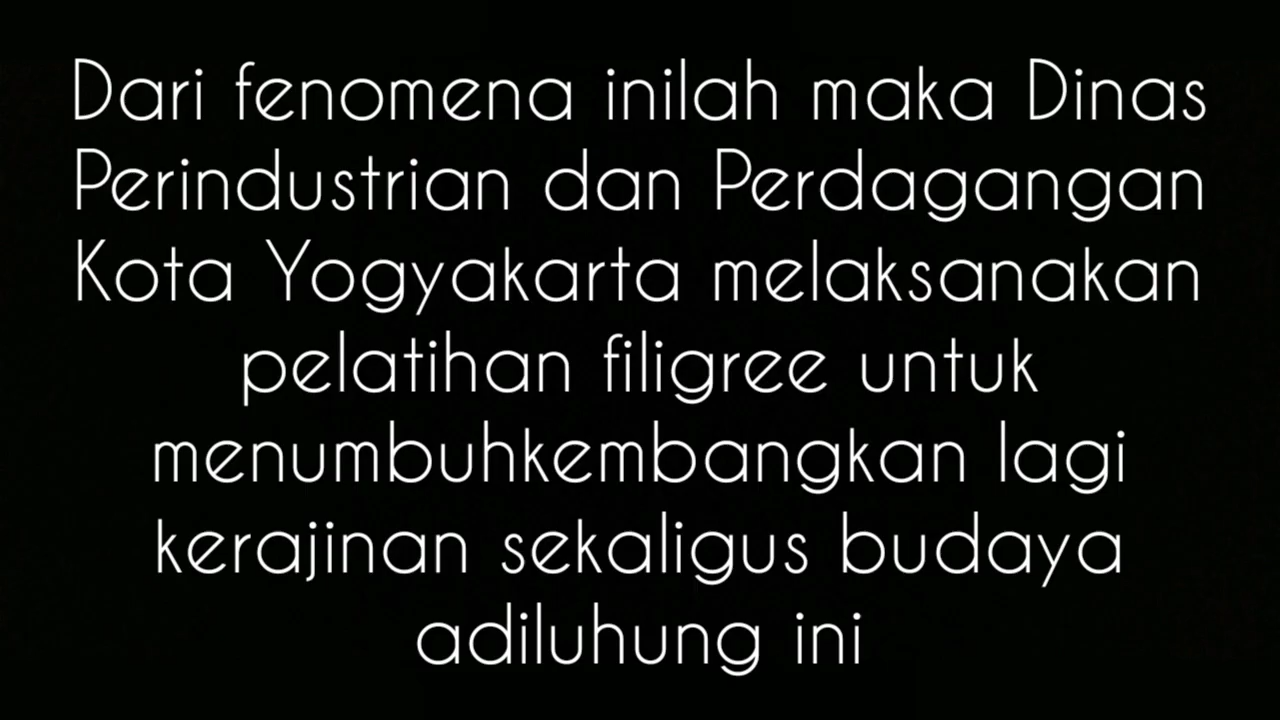 Dari fenomena inilah maka Dinas
Perindustrian dan Perdagangan
Kota Yogyakarta melaksanakan
pelatihan filigree untuk
menumbuhkembangkan lagi
kerajinan sekaligus budaya
adiluhung ini